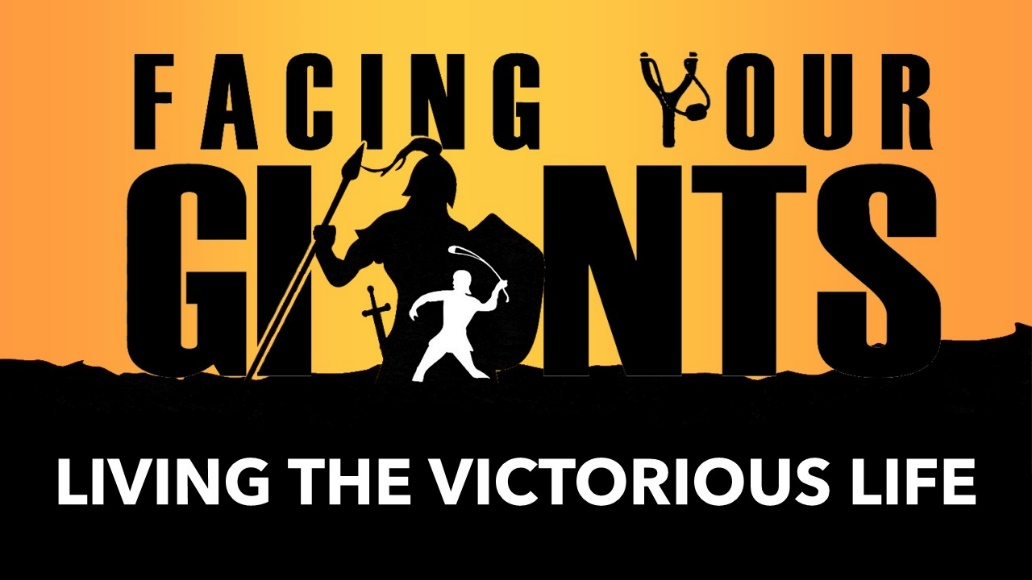 FACING YOUR
GIANTS
LIVING THE VICTORIOUS LIFE